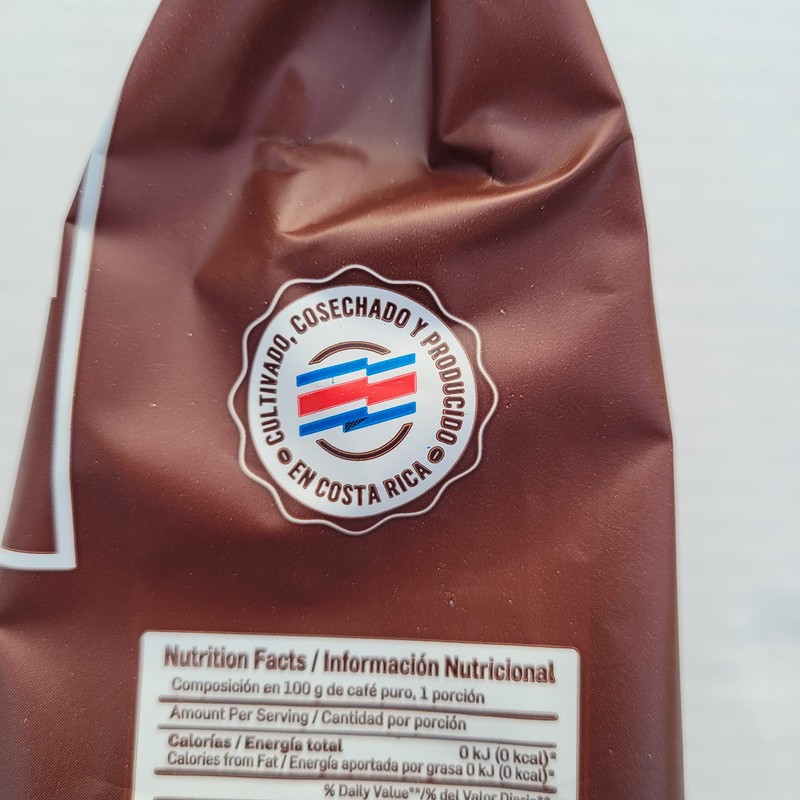 CULTIVADO, COSECHADO Y PRODUCIDO
EN COSTA RICA
Nutrition Facts / Información Nutricional
Composición en 100 g de café puro, 1 porción
Amount Per Serving / Cantidad por porción
Calorías / Energía total 0 kJ (0 kcal)*
Calories from Fat / Energía aportada por grasa 0 kJ (0 kcal)*
% Daily Value**/% del Valor Diario**